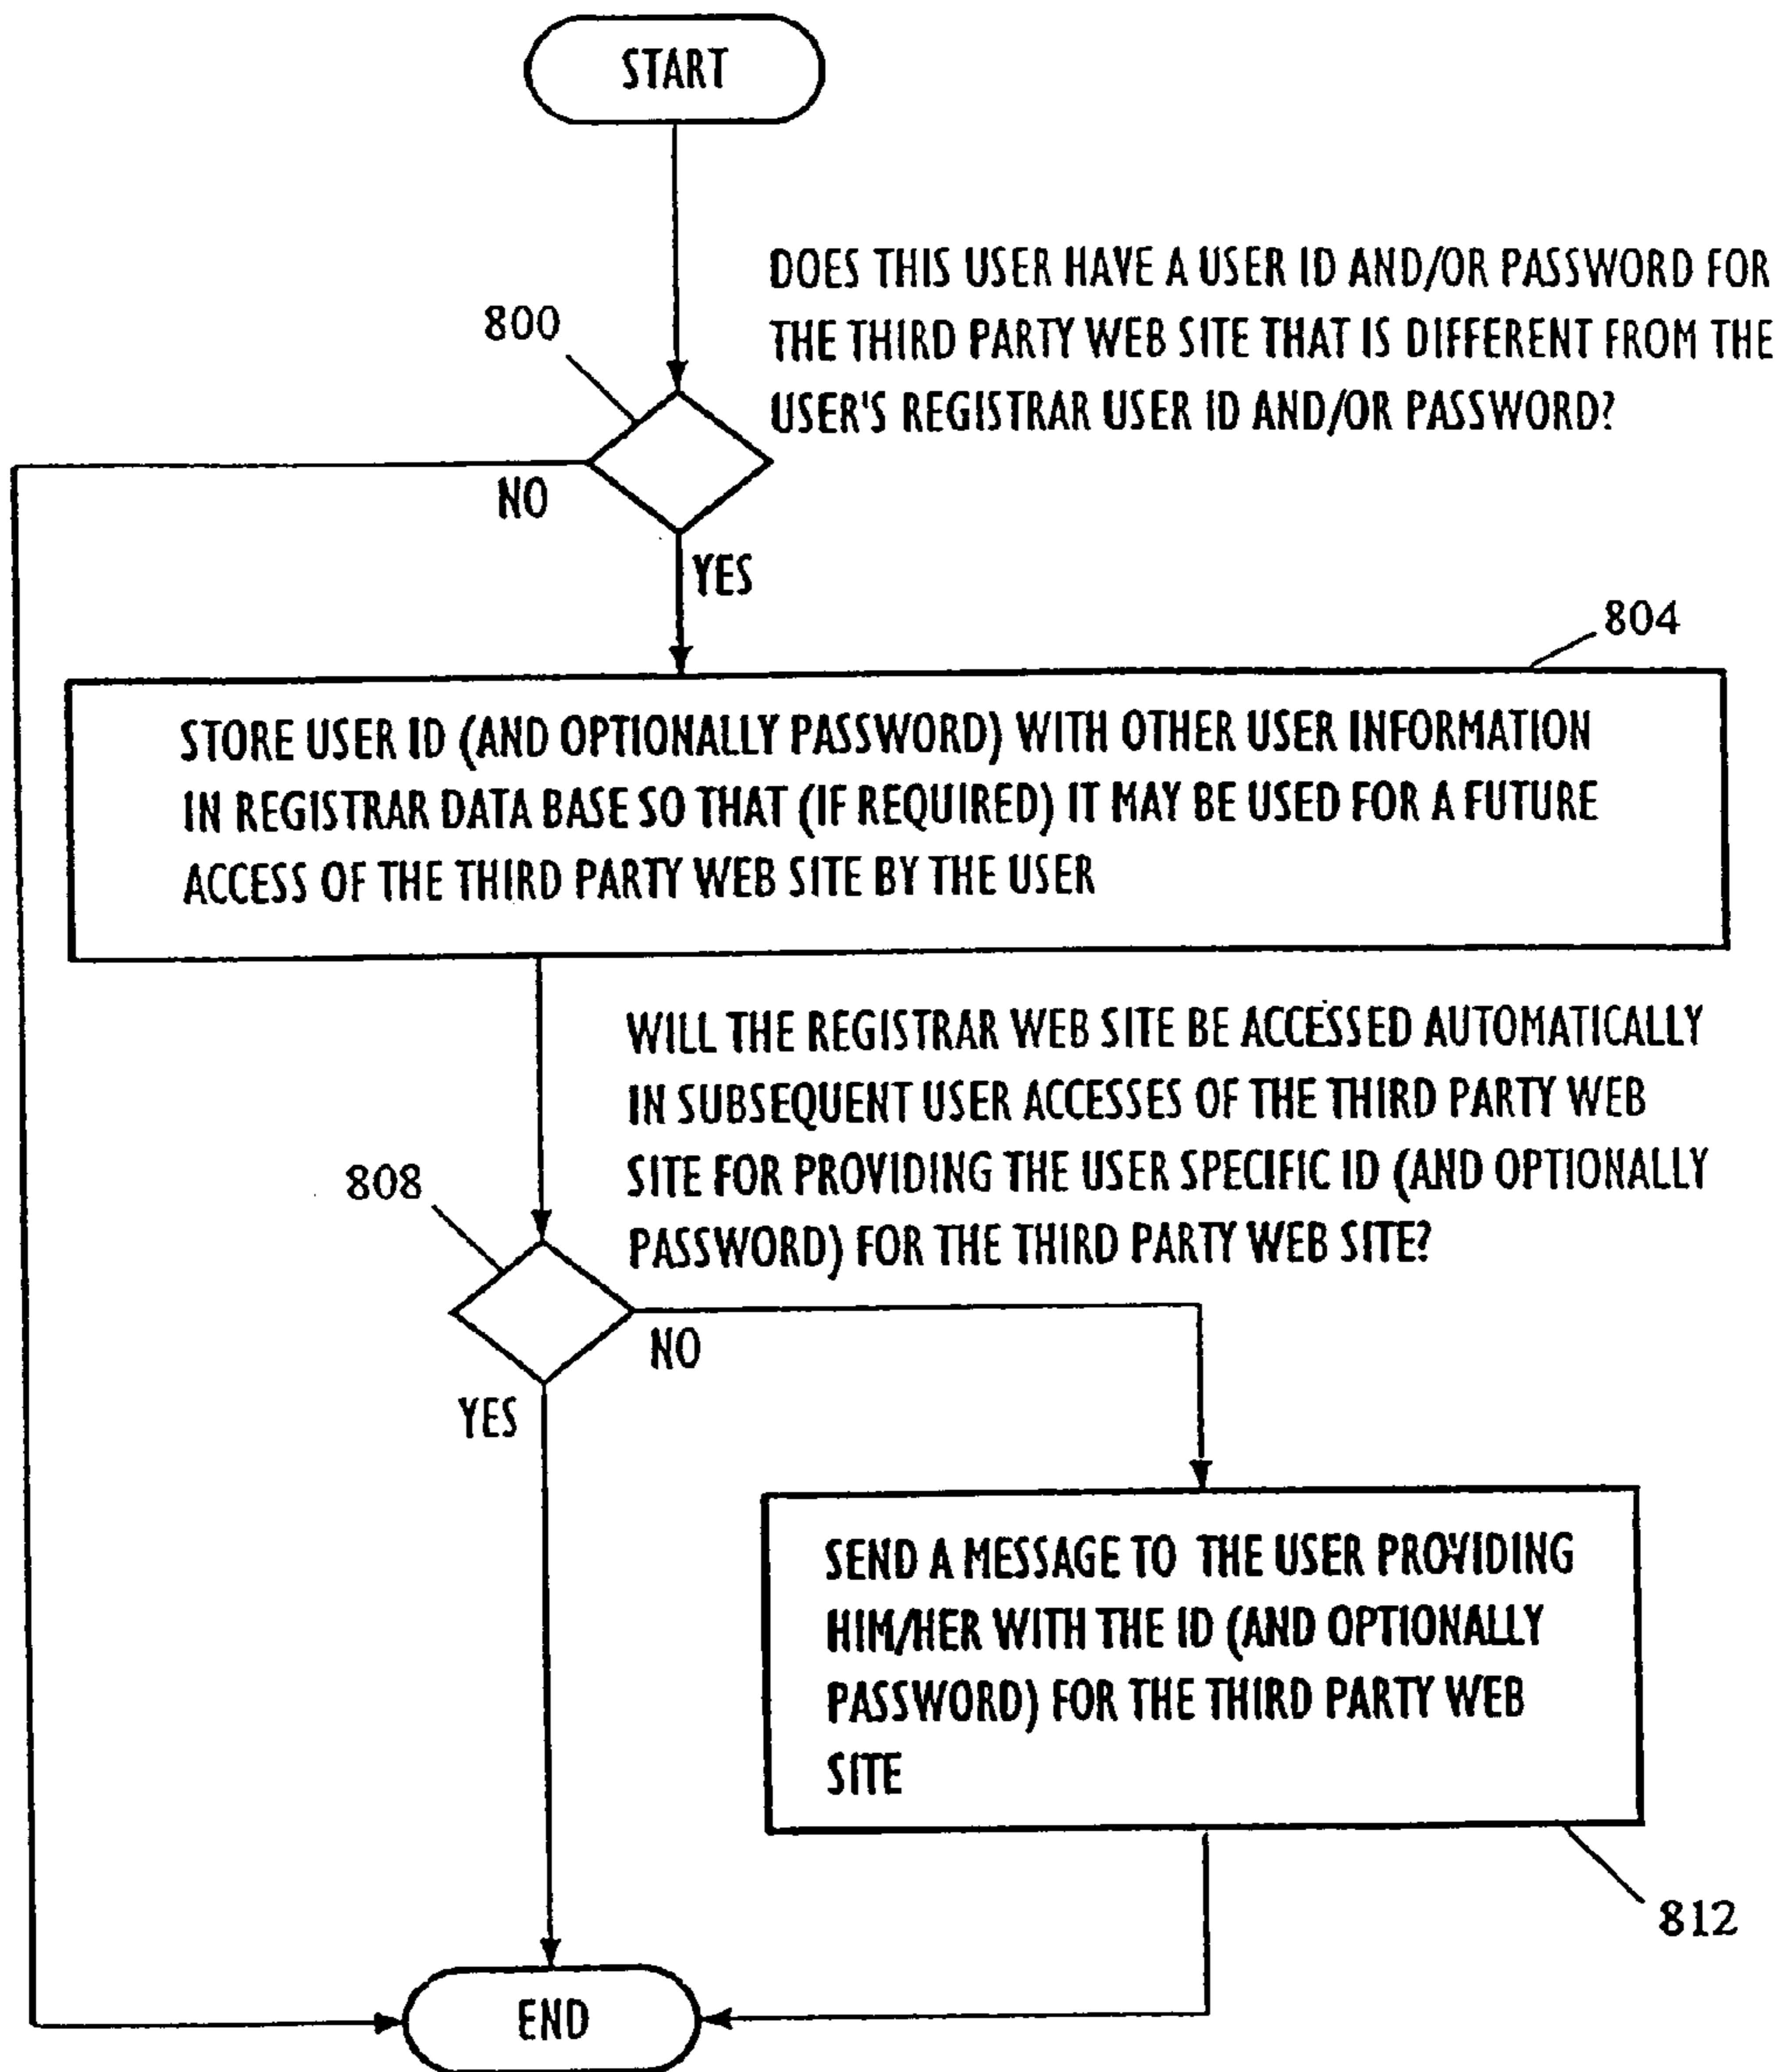 START
DOES THIS USER HAVE A USER ID AND/OR PASSWORD FOR
THE THIRD PARTY WEB SITE THAT IS DIFFERENT FROM THE
USER'S REGISTRAR USER ID AND/OR PASSWORD?
800
NO
YES
804
STORE USER ID (AND OPTIONALLY PASSWORD) WITH OTHER USER INFORMATION
IN REGISTRAR DATA BASE SO THAT (IF REQUIRED) IT MAY BE USED FOR A FUTURE
ACCESS OF THE THIRD PARTY WEB SITE BY THE USER
WILL THE REGISTRAR WEB SITE BE ACCESSED AUTOMATICALLY
IN SUBSEQUENT USER ACCESSES OF THE THIRD PARTY WEB
SITE FOR PROVIDING THE USER SPECIFIC ID (AND OPTIONALLY
PASSWORD) FOR THE THIRD PARTY WEB SITE?
808
NO
YES
SEND A MESSAGE TO THE USER PROVIDING
HIM/HER WITH THE ID (AND OPTIONALLY
PASSWORD) FOR THE THIRD PARTY WEB
SITE
812
END